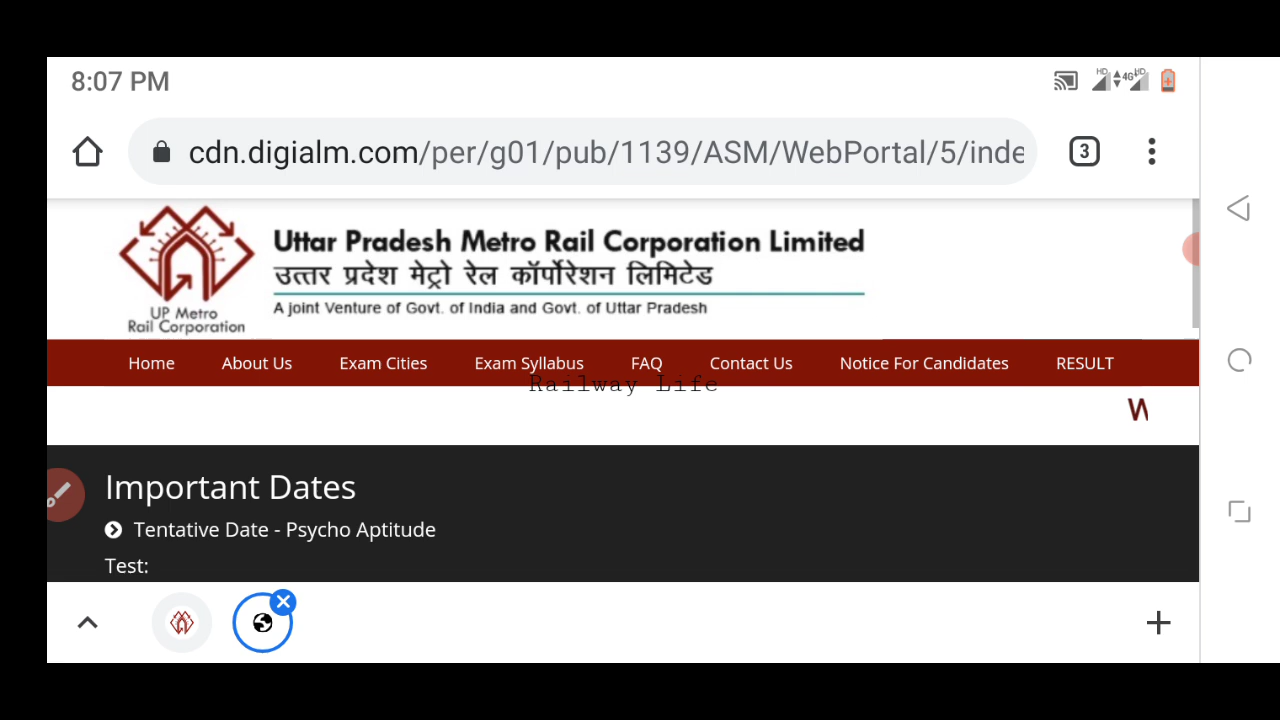 8:07 PM
HD 4G+ HD
cdn.digialm.com/per/g01/pub/1139/ASM/WebPortal/5/inde
3
Uttar Pradesh Metro Rail Corporation Limited
उत्तर प्रदेश मेट्रो रेल कॉर्पोरेशन लिमिटेड
A joint Venture of Govt. of India and Govt. of Uttar Pradesh
UP Metro
Rail Corporation
Home About Us Exam Cities Exam Syllabus FAQ Contact Us Notice For Candidates RESULT
Railway Life
W
Important Dates
Tentative Date - Psycho Aptitude
Test: